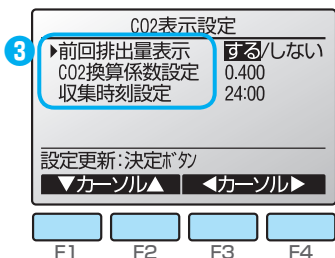 CO2表示設定
3
▶前回排出量表示 する/しない
CO2換算係数設定 0.400
収集時刻設定 24:00
設定更新:決定ボタン
▼カーソル▲ ◀カーソル▶
F1 F2 F3 F4